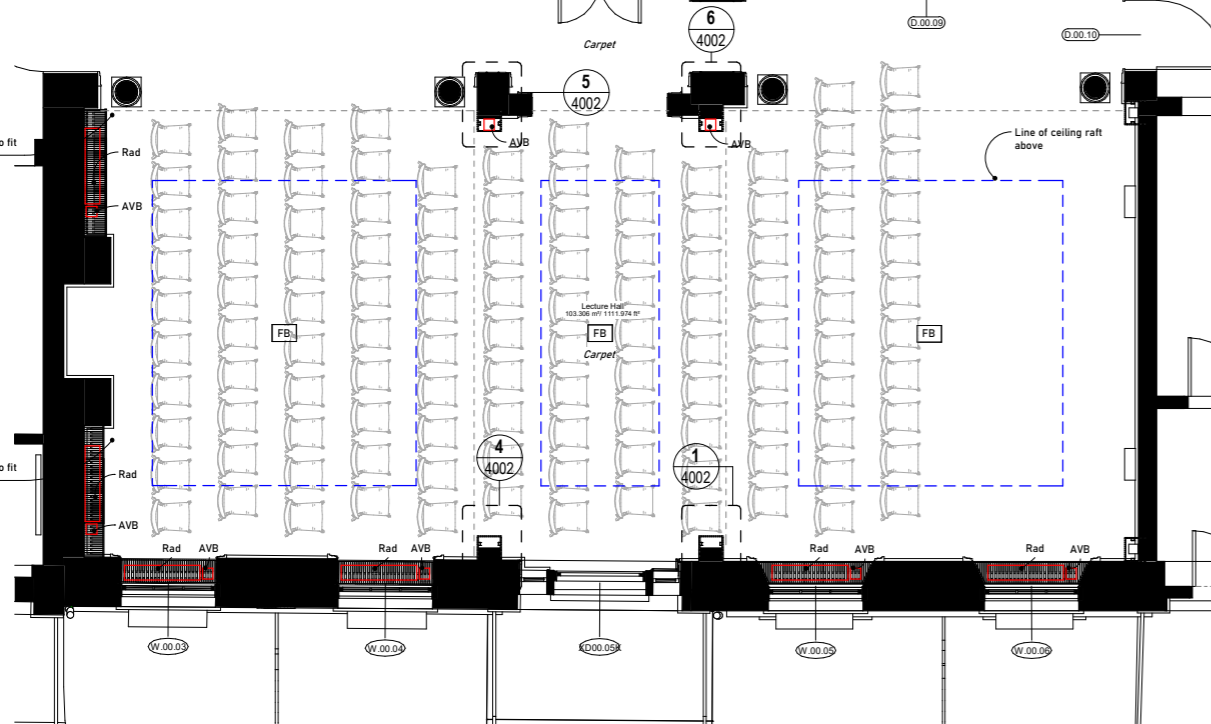 6
4002
D.00.09
D.00.10
Carpet
5
4002
Line of ceiling raft
above
o fit
Rad
AVB
AVB
AVB
Lecture Hall
103.306 m²/ 1111.974 ft²
FB
FB
FB
Carpet
4
4002
1
4002
o fit
Rad
AVB
Rad
AVB
Rad
AVB
Rad
AVB
Rad
AVB
W.00.03
W.00.04
W.00.05
W.00.06